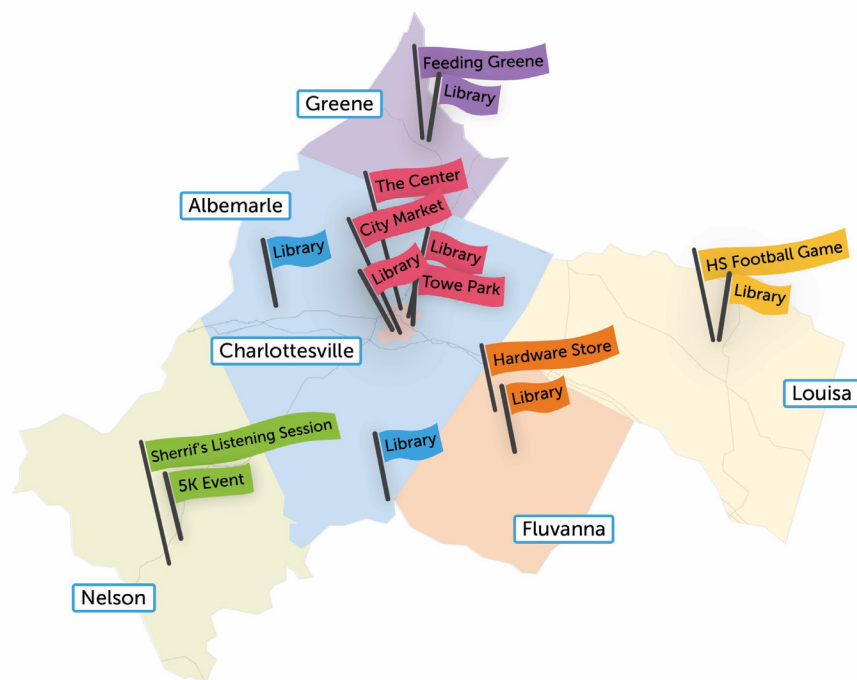 Feeding Greene
Library
Greene
The Center
Albemarle
City Market
Library
Library
Library
Towe Park
HS Football Game
Library
Charlottesville
Hardware Store
Louisa
Library
Sherrif's Listening Session
Library
5K Event
Fluvanna
Nelson